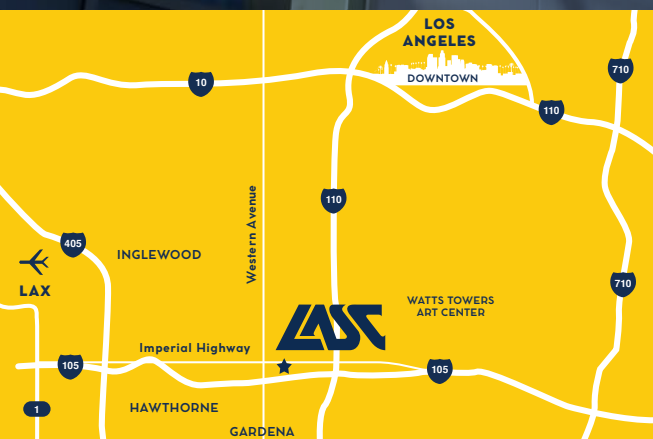 LOS
ANGELES
DOWNTOWN
710
10
110
110
Western Avenue
405
INGLEWOOD
LAX
710
WATTS TOWERS
ART CENTER
Imperial Highway
105
105
1
HAWTHORNE
GARDENA